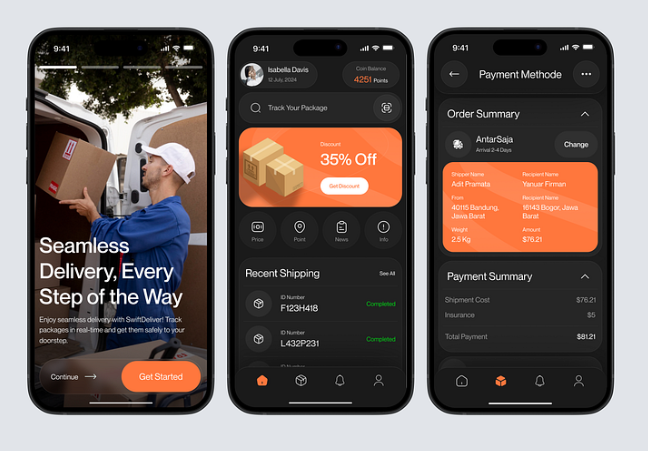 9:41
Seamless
Delivery, Every
Step of the Way
Enjoy seamless delivery with SwiftDeliver! Track
packages in real-time and get them safely to your
doorstep.
Continue
Get Started
9:41
Isabella Davis
12 July, 2024
Coin Balance
4251 Points
Track Your Package
Discount
35% Off
Get Discount
Price
Point
News
Info
Recent Shipping
See All
ID Number
F123H418
Completed
ID Number
L432P231
Completed
ID Number
9:41
Payment Methode
Order Summary
AntarSaja
Arrival 2-4 Days
Change
Shipper Name
Adit Pramata
Recipient Name
Yanuar Firman
From
40115 Bandung,
Jawa Barat
Recipient Name
16143 Bogor, Jawa
Barat
Weight
2.5 Kg
Amount
$76.21
Payment Summary
Shipment Cost
$76.21
Insurance
$5
Total Payment
$81.21